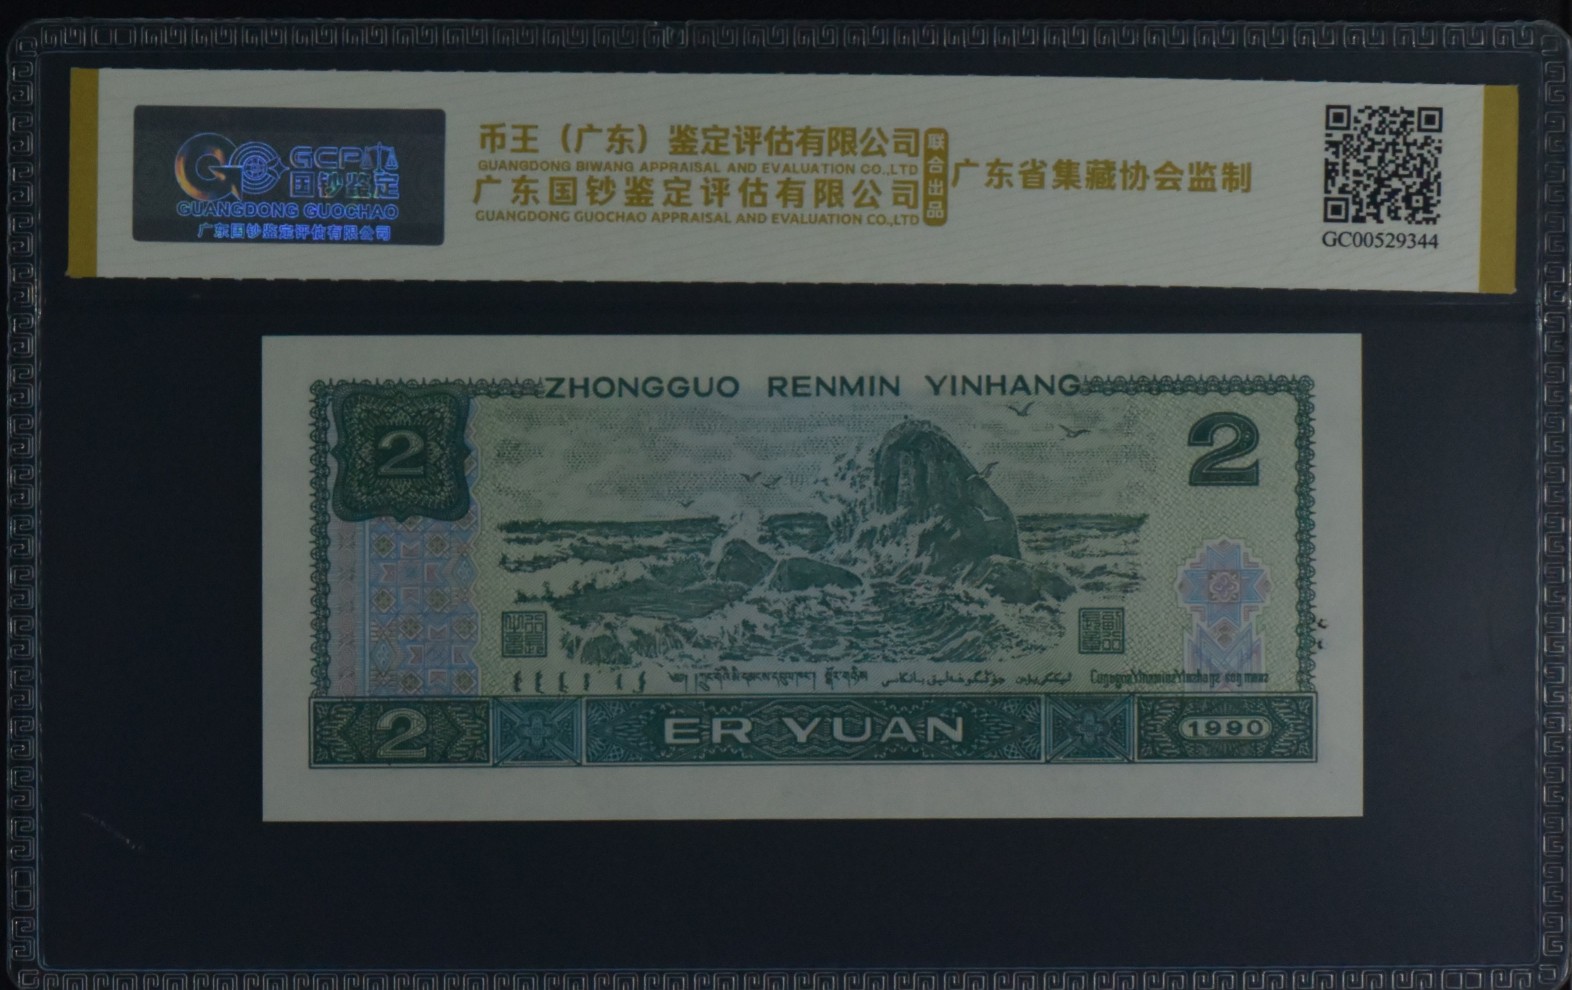 GCP
国钞鉴定
GUANGDONG GUOCHAO
广东国钞鉴定评估有限公司
币王（广东）鉴定评估有限公司
GUANGDONG BIWANG APPRAISAL AND EVALUATION CO.,LTD
广东国钞鉴定评估有限公司
GUANGDONG GUOCHAO APPRAISAL AND EVALUATION CO.,LTD
联合出品
广东省集藏协会监制
GC00529344
ZHONGGUO RENMIN YINHANG
2
2
2
ER YUAN
1990